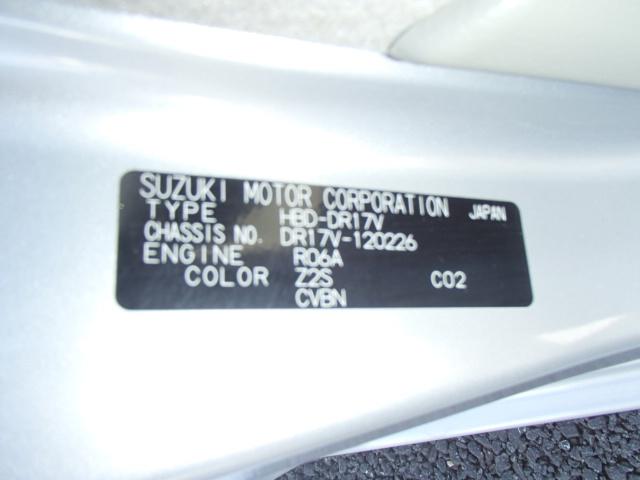 SUZUKI MOTOR CORPORATION JAPAN
TYPE HBD-DR17V
CHASSIS NO. DR17V-120226
ENGINE R06A
COLOR Z2S C02
CVBN